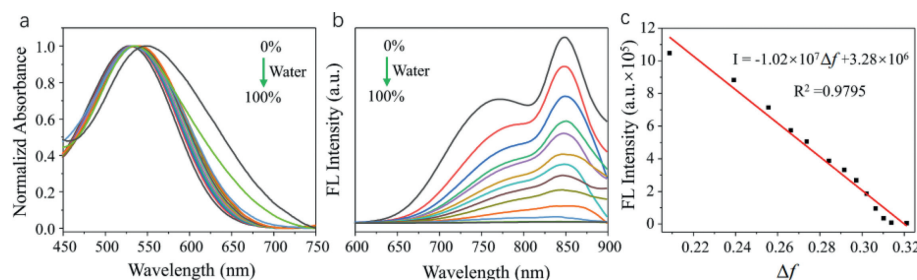 a
Normalizd Absorbance
1.0
0.8
0.6
0.4
0.2
0.0
0%
Water
100%
450 500 550 600 650 700 750
Wavelength (nm)
b
FL Intensity (a.u.)
0%
Water
100%
600 650 700 750 800 850 900
Wavelength (nm)
c
FL Intensity (a.u. ×10⁵)
12
10
8
6
4
2
0
I = -1.02×10⁷Δf+3.28×10⁶
R² =0.9795
0.22 0.24 0.26 0.28 0.30 0.32
Δf